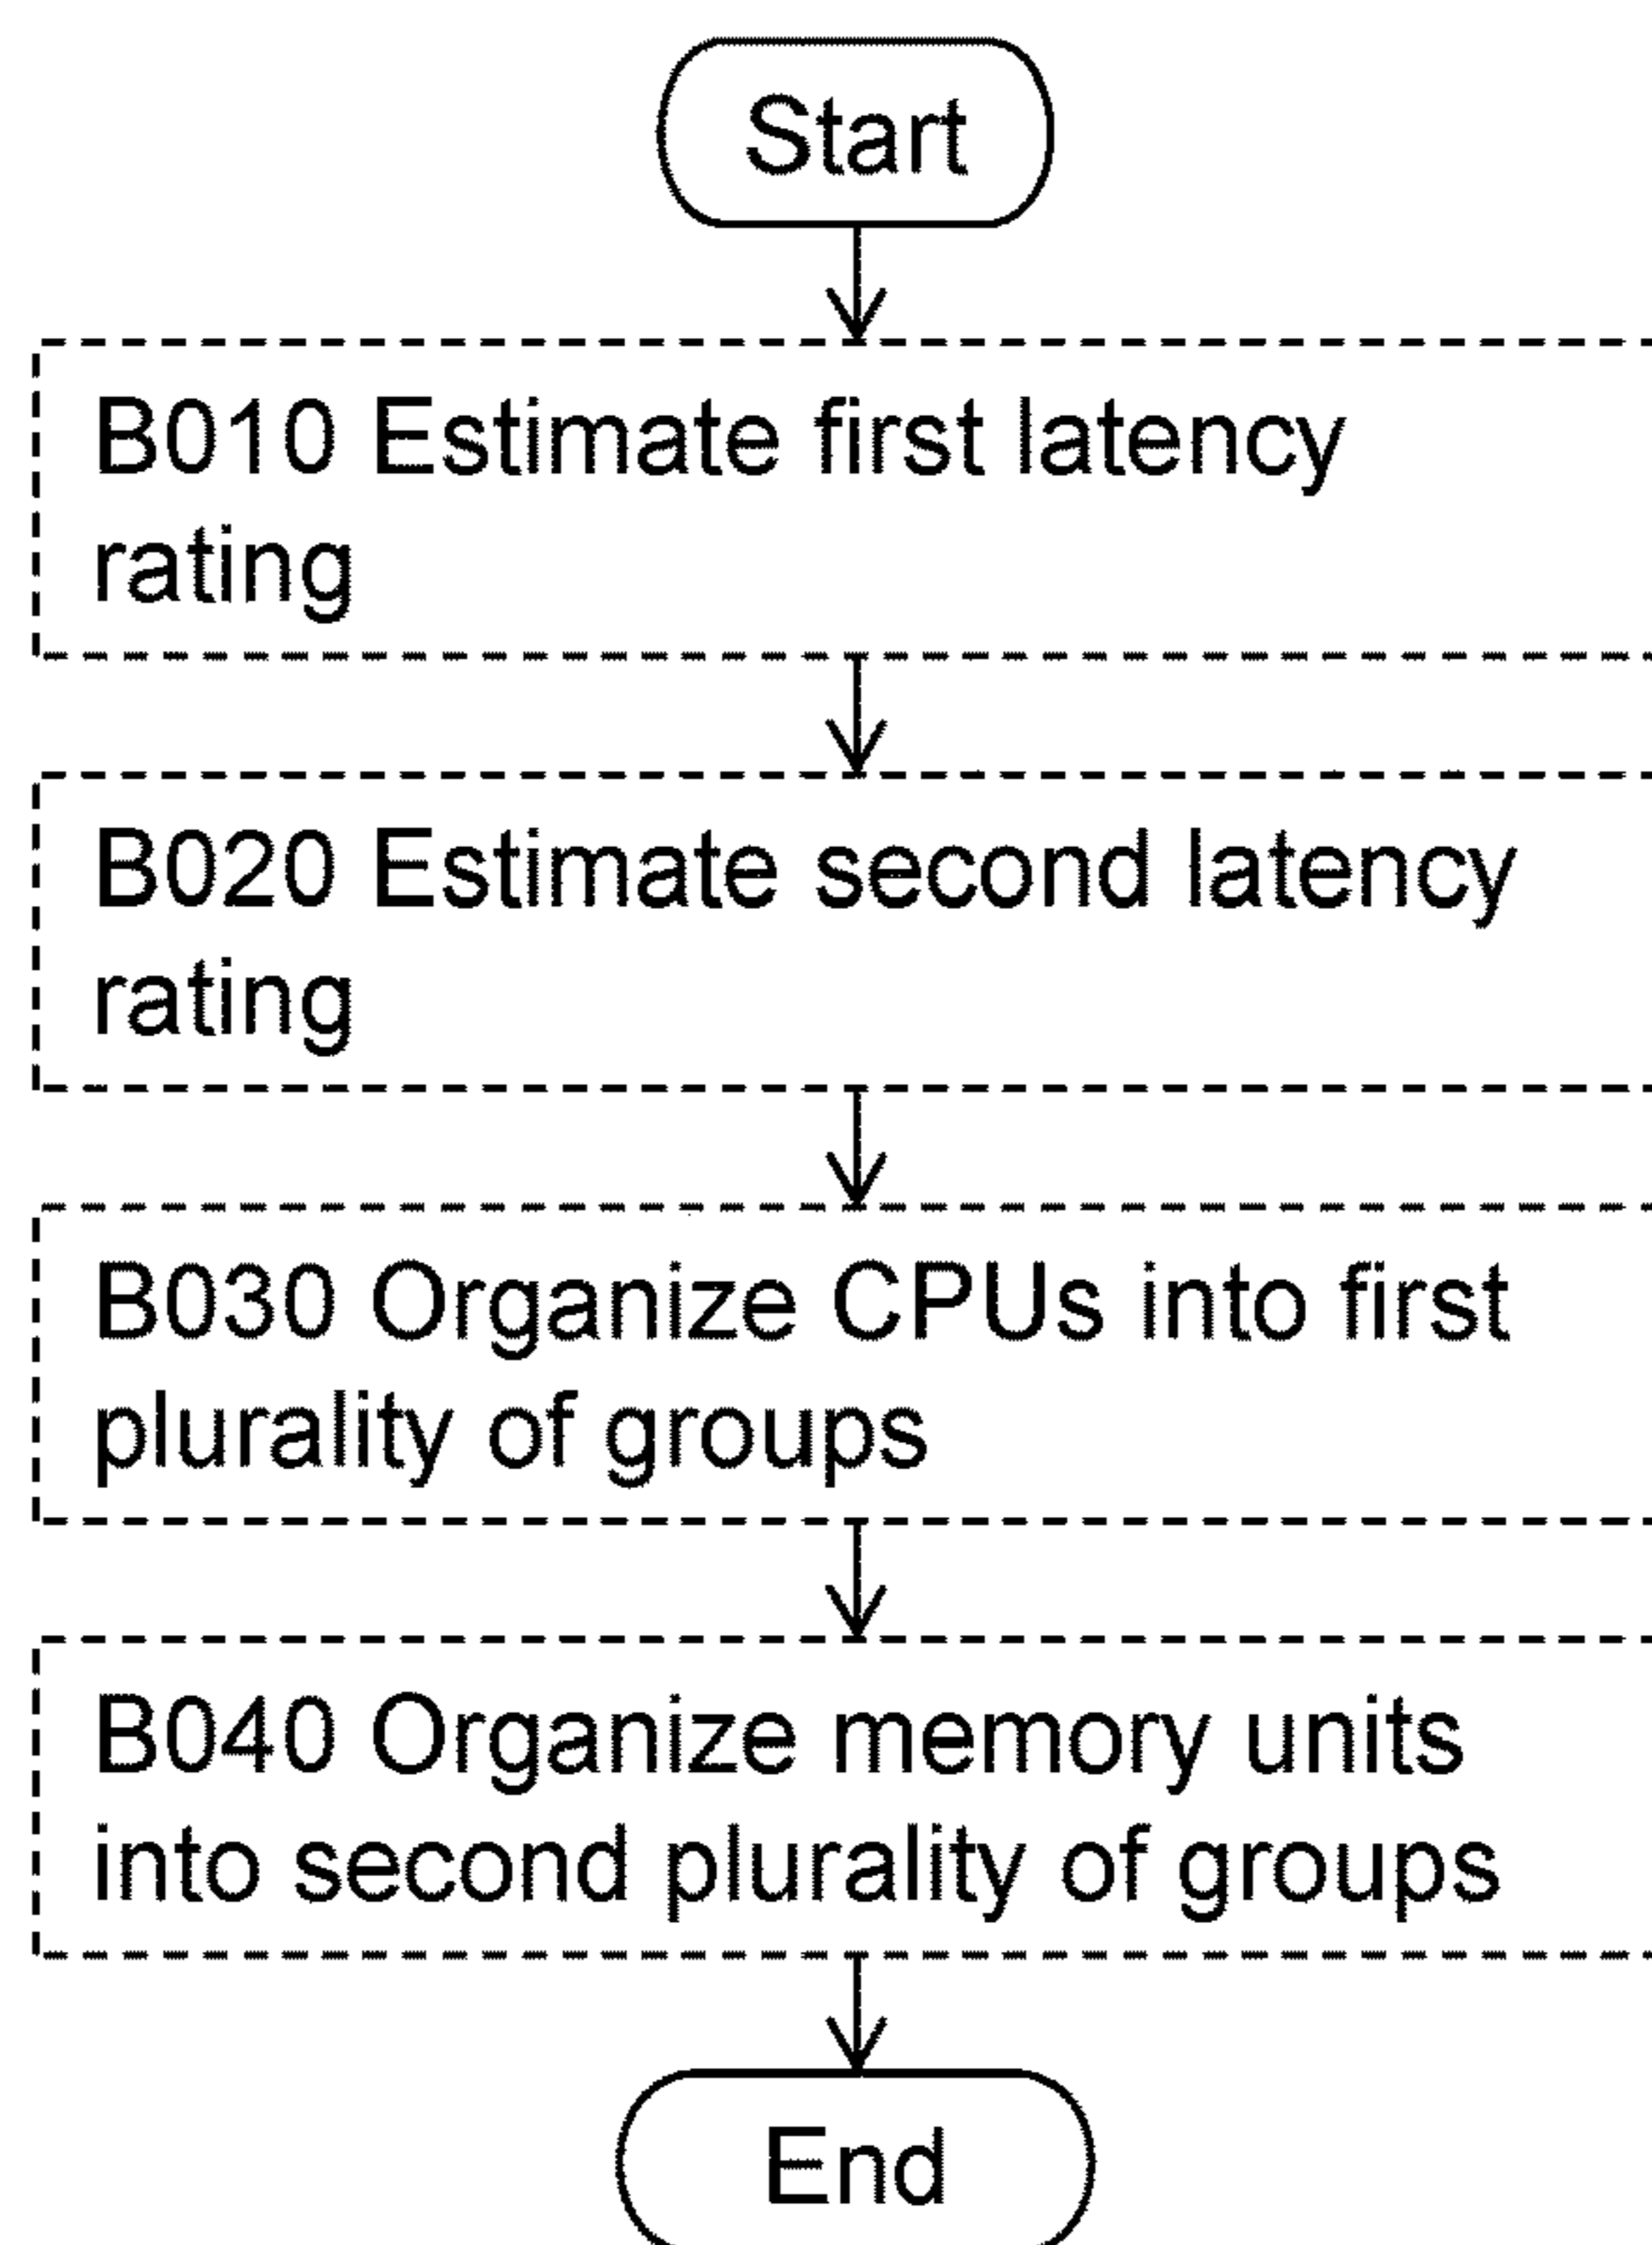 Start
B010 Estimate first latency
rating
B020 Estimate second latency
rating
B030 Organize CPUs into first
plurality of groups
B040 Organize memory units
into second plurality of groups
End